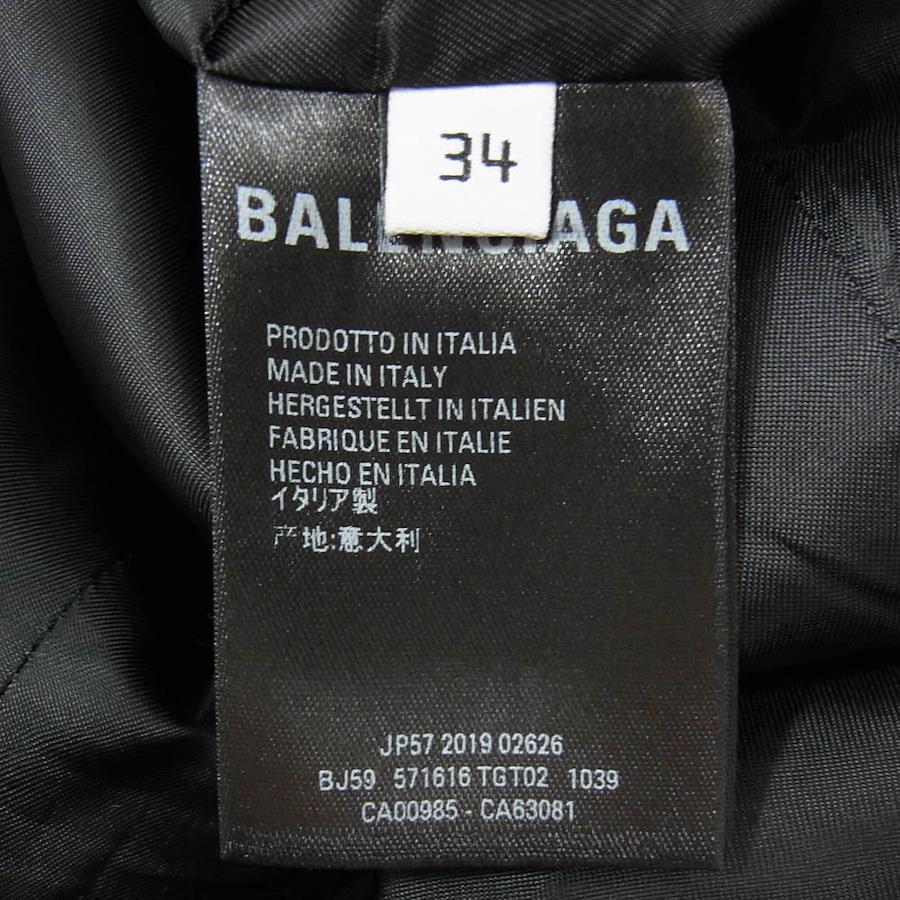 34
BALENCIAGA
PRODOTTO IN ITALIA
MADE IN ITALY
HERGESTELLT IN ITALIEN
FABRIQUE EN ITALIE
HECHO EN ITALIA
イタリア製
产地:意大利
JP57 2019 02626
BJ59 571616 TGT02 1039
CA00985 - CA63081